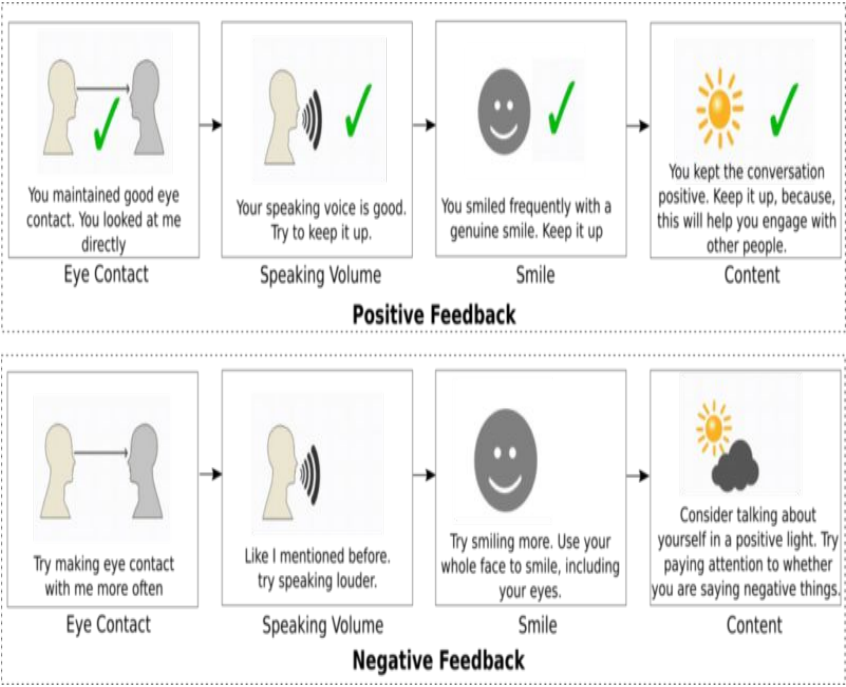 You maintained good eye
contact. You looked at me
directly
Eye Contact
Your speaking voice is good.
Try to keep it up.
Speaking Volume
You smiled frequently with a
genuine smile. Keep it up
Smile
You kept the conversation
positive. Keep it up, because,
this will help you engage with
other people.
Content
Positive Feedback
Try making eye contact
with me more often
Eye Contact
Like I mentioned before.
try speaking louder.
Speaking Volume
Try smiling more. Use your
whole face to smile, including
your eyes.
Smile
Consider talking about
yourself in a positive light. Try
paying attention to whether
you are saying negative things.
Content
Negative Feedback